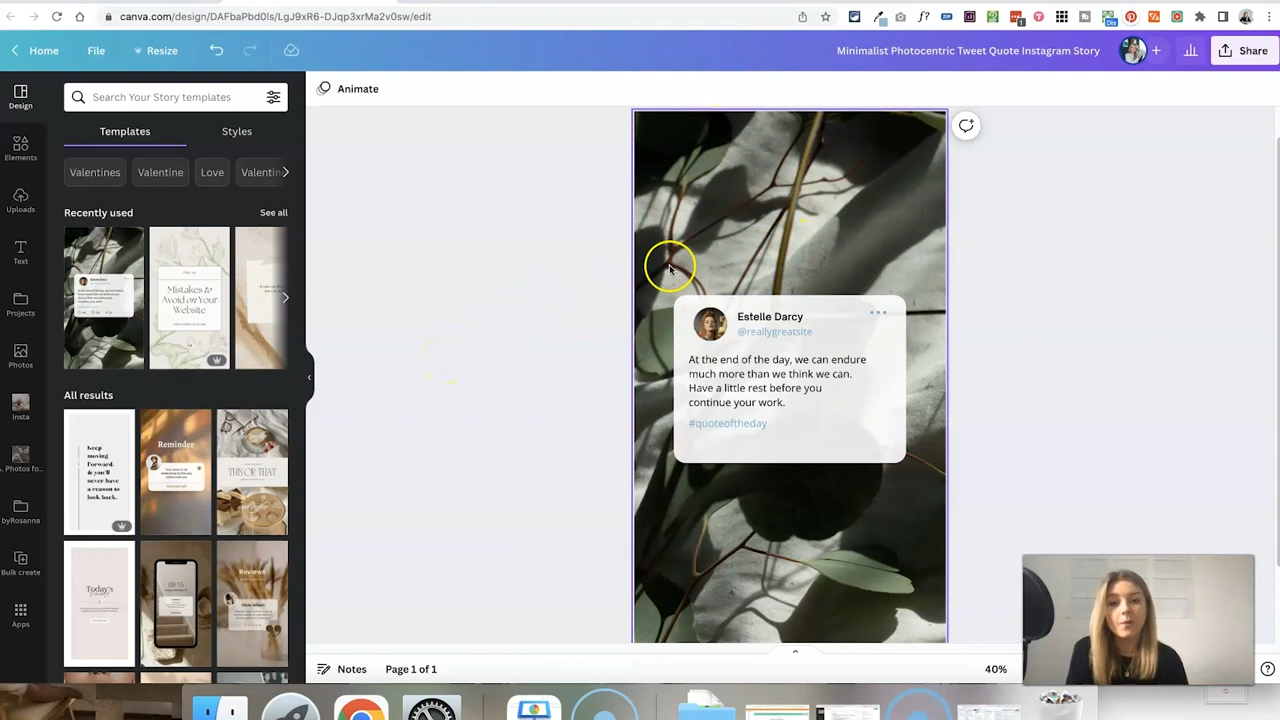 canva.com/design/DAFbaPbd0ls/LgJ9xR6-DJqp3xrMa2v0sw/edit
Home
File
Resize
Minimalist Photocentric Tweet Quote Instagram Story
Share
Design
Search Your Story templates
Animate
Templates
Styles
Elements
Valentines
Valentine
Love
Valentin
Uploads
Recently used
See all
Text
Mistakes to
Avoid on Your
Website
Projects
Photos
Estelle Darcy
@reallygreatsite
At the end of the day, we can endure
much more than we think we can.
Have a little rest before you
continue your work.
#quoteoftheday
All results
Insta
Keep
moving
forward,
& you'll
never have
a reason to
look back.
Reminder
THIS OR THAT
Photos fo...
byRosanna
Bulk create
Today's
09:15
Reviews
Apps
Notes
Page 1 of 1
40%